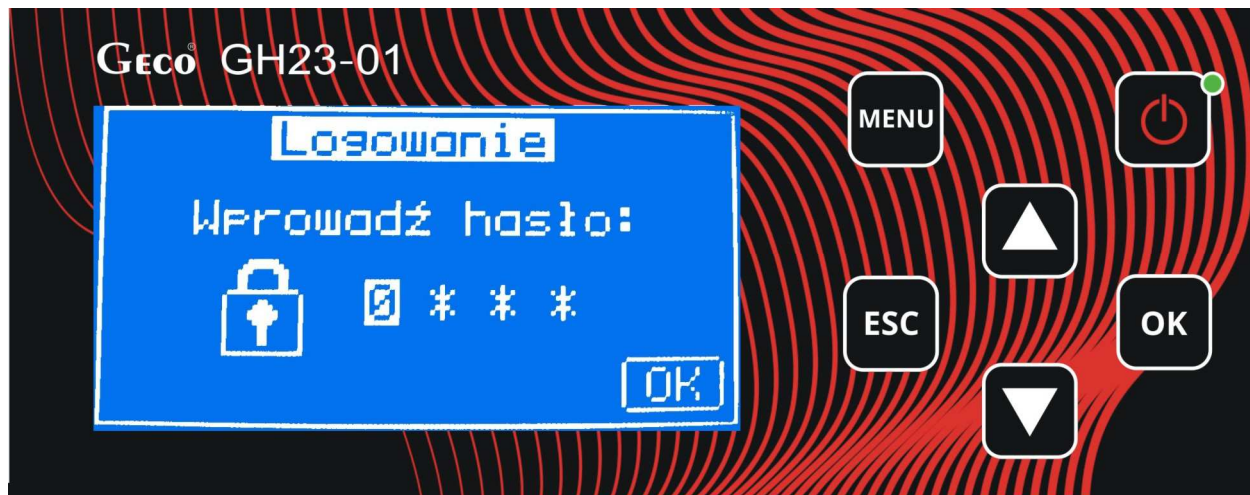 GECO® GH23-01
Logowanie
Wprowadź hasło:
0 * * *
OK
MENU
ESC
OK